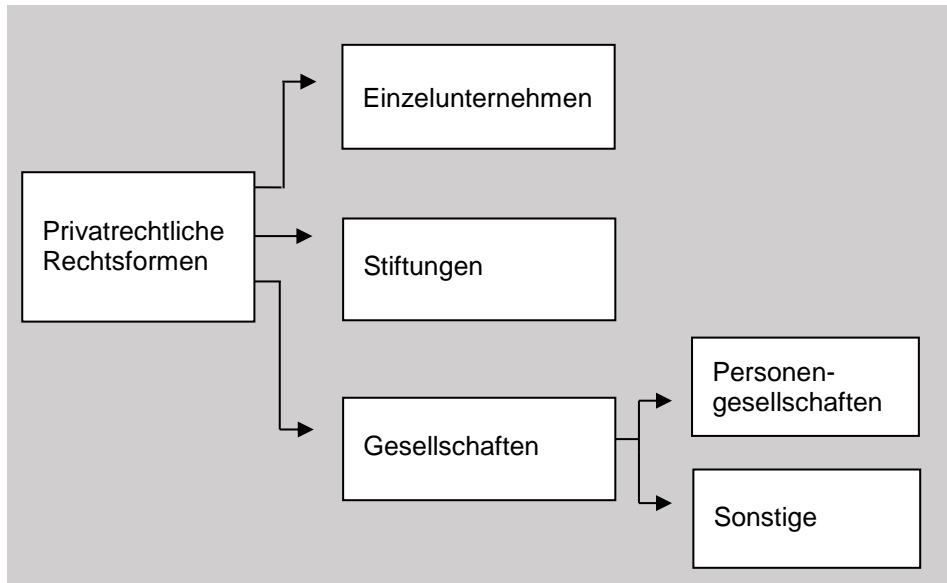 Einzelunternehmen
Privatrechtliche
Rechtsformen
Stiftungen
Gesellschaften
Personen-
gesellschaften
Sonstige